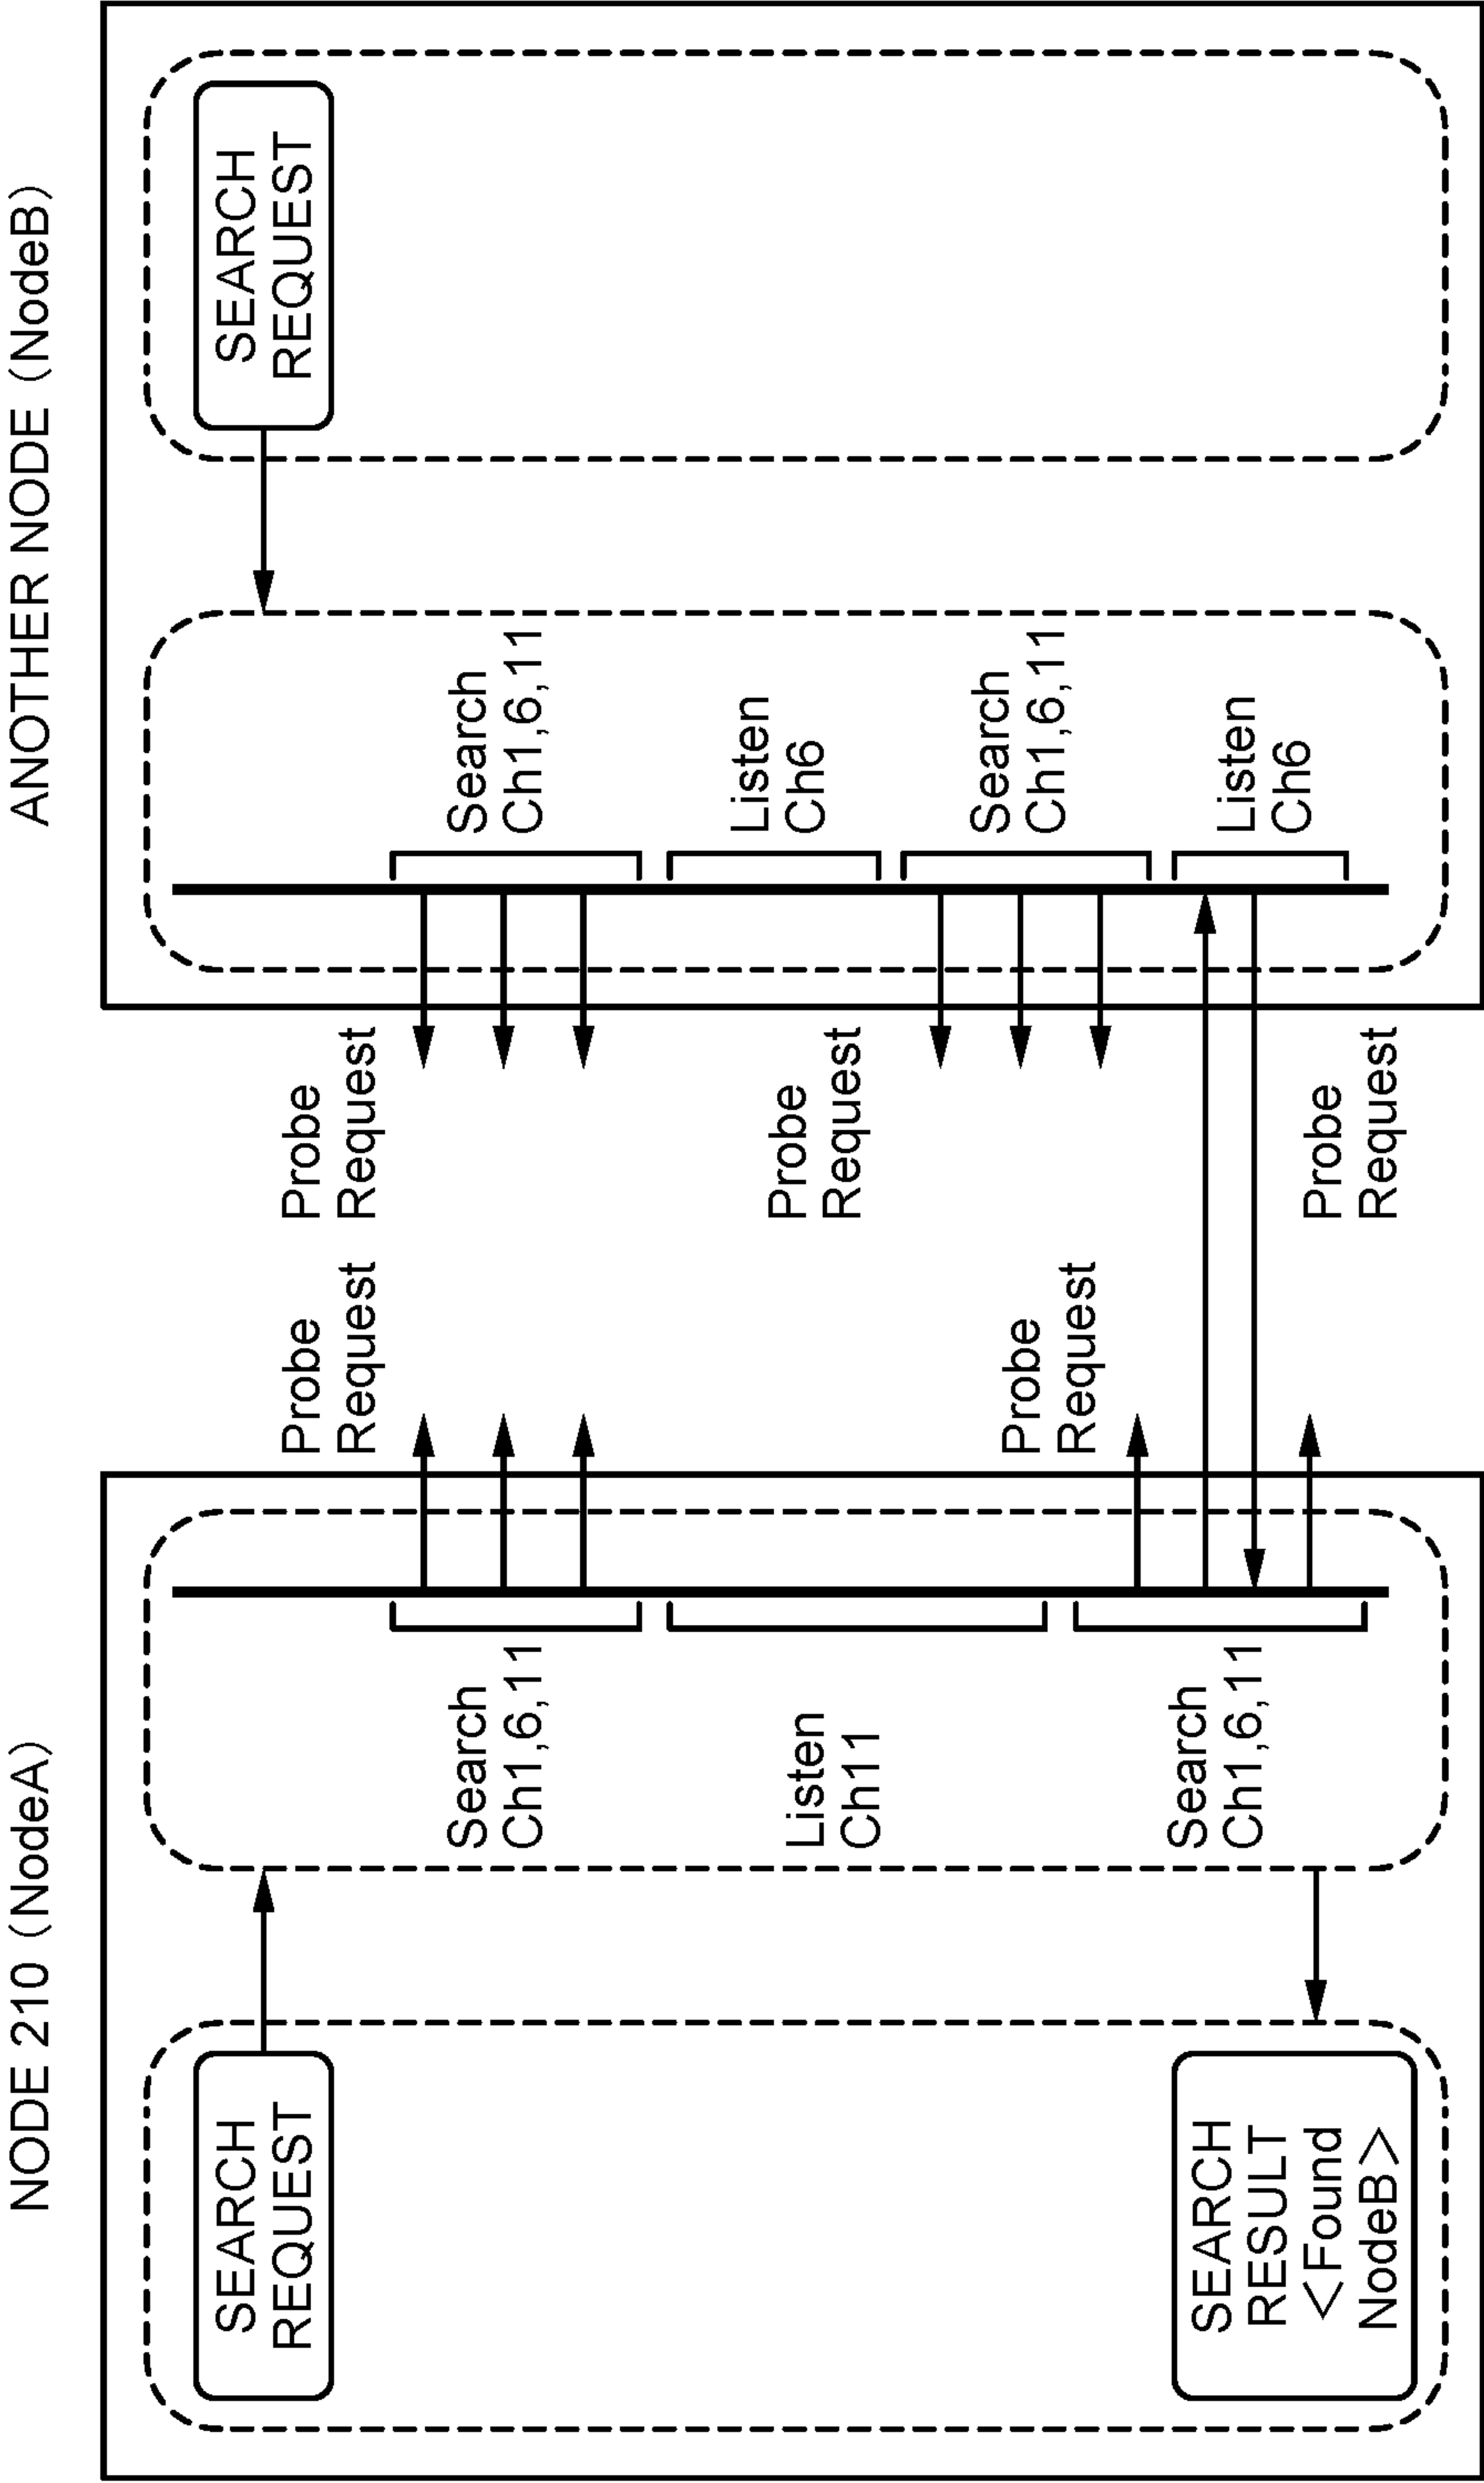 NODE 210 (NodeA)
ANOTHER NODE (NodeB)
SEARCH
REQUEST
SEARCH
REQUEST
Probe
Request
Probe
Request
Search
Ch1,6,11
Search
Ch1,6,11
Listen
Ch11
Listen
Ch6
Probe
Request
Search
Ch1,6,11
Probe
Request
Search
Ch1,6,11
Listen
Ch6
SEARCH
RESULT
<Found
NodeB>
Probe
Request